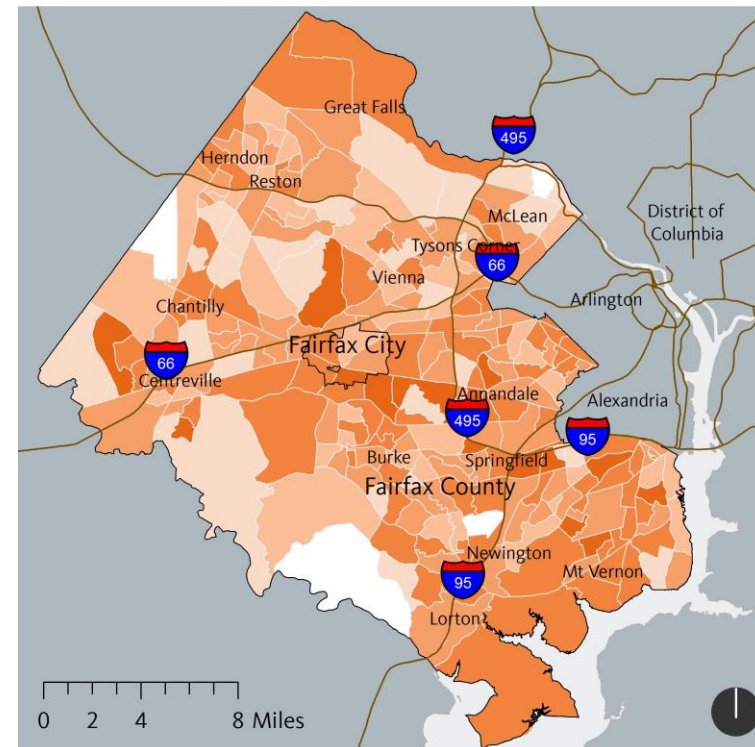 Great Falls
495
Herndon
Reston
McLean
District of
Columbia
Tysons Corner
66
Vienna
Arlington
Chantilly
Fairfax City
66
Centreville
Annandale
Alexandria
495
95
Burke
Springfield
Fairfax County
Newington
Mt Vernon
95
Lorton
0 2 4 8 Miles